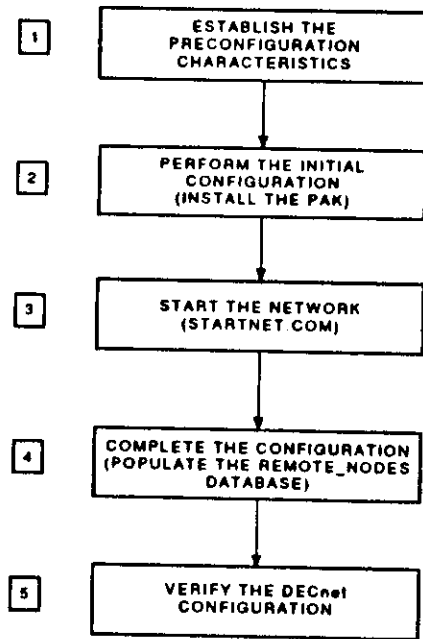 1
ESTABLISH THE
PRECONFIGURATION
CHARACTERISTICS
2
PERFORM THE INITIAL
CONFIGURATION
(INSTALL THE PAK)
3
START THE NETWORK
(STARTNET.COM)
4
COMPLETE THE CONFIGURATION
(POPULATE THE REMOTE_NODES
DATABASE)
5
VERIFY THE DECnet
CONFIGURATION